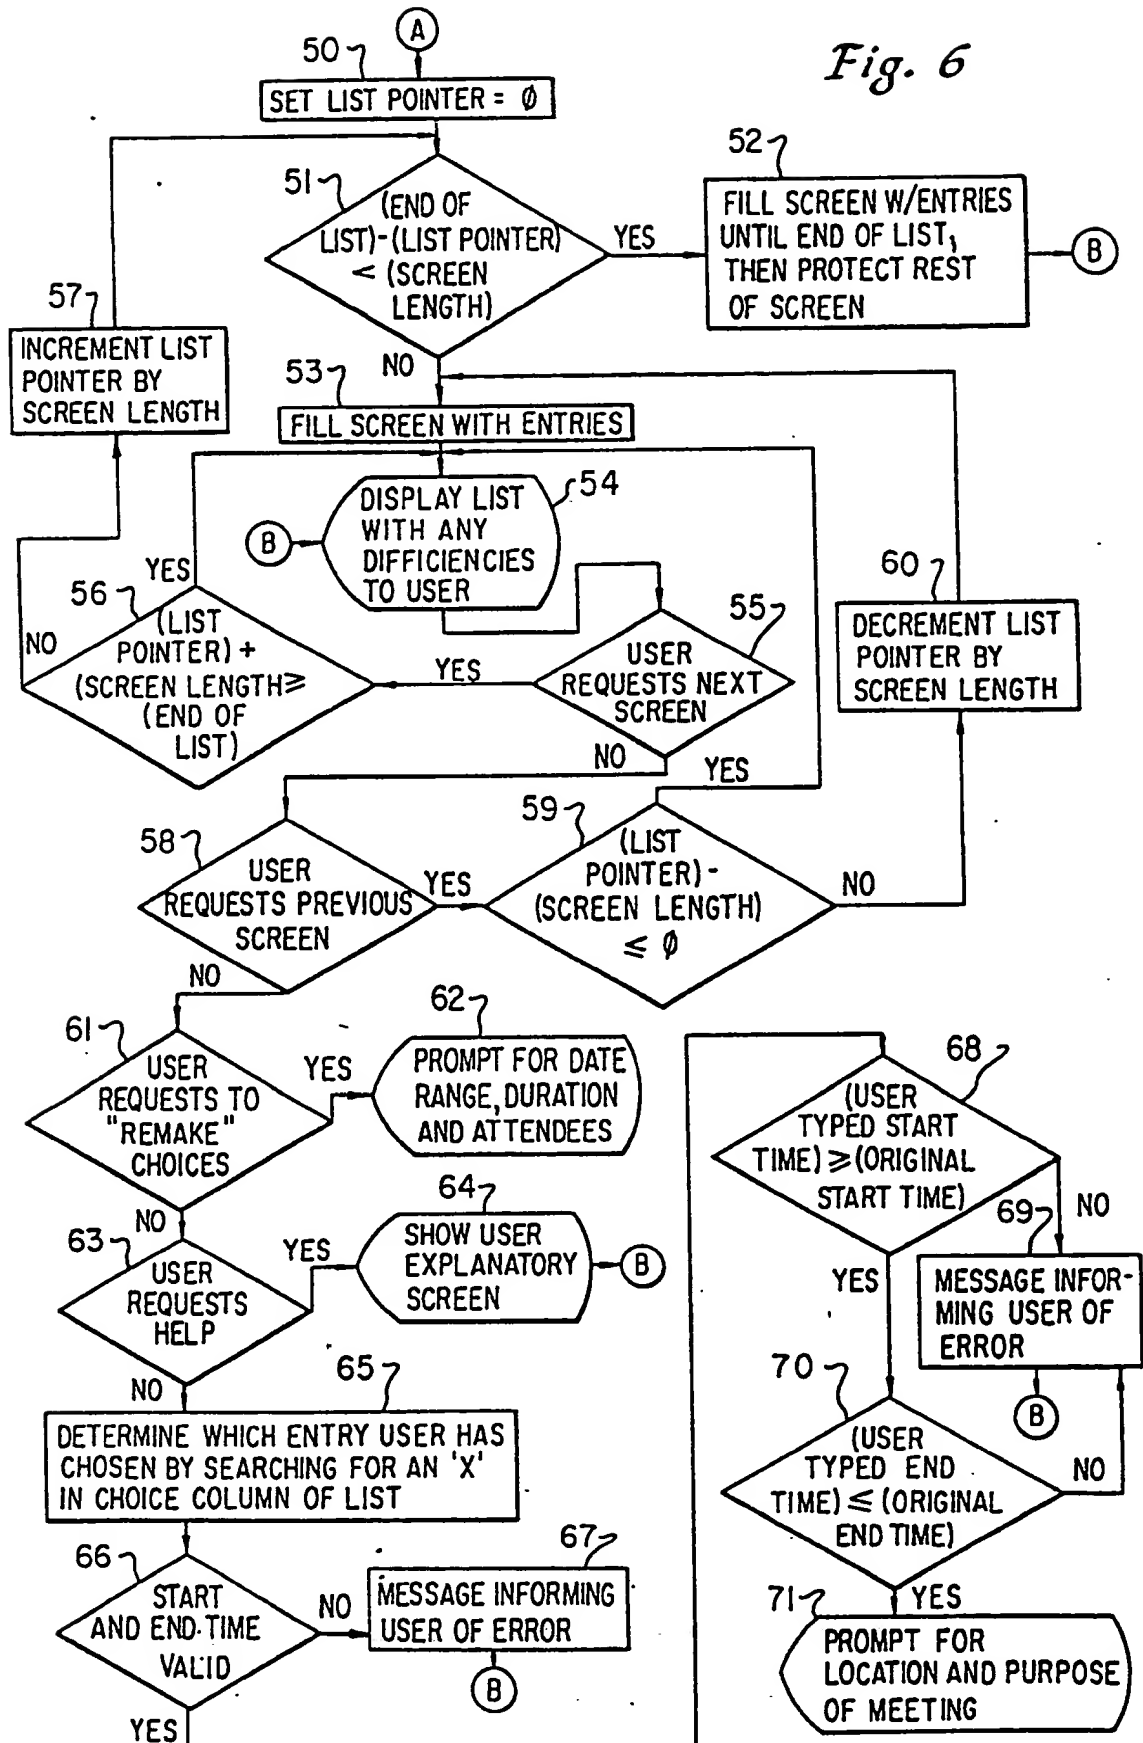 A
Fig. 6
50
SET LIST POINTER = ∅
51
(END OF
LIST)-(LIST POINTER)
< (SCREEN
LENGTH)
YES
52
FILL SCREEN W/ENTRIES
UNTIL END OF LIST,
THEN PROTECT REST
OF SCREEN
B
57
INCREMENT LIST
POINTER BY
SCREEN LENGTH
NO
53
FILL SCREEN WITH ENTRIES
54
DISPLAY LIST
WITH ANY
DIFFICIENCIES
TO USER
B
YES
56
(LIST
POINTER) +
(SCREEN LENGTH≥
(END OF
LIST)
NO
YES
55
USER
REQUESTS NEXT
SCREEN
NO
60
DECREMENT LIST
POINTER BY
SCREEN LENGTH
YES
58
USER
REQUESTS PREVIOUS
SCREEN
YES
59
(LIST
POINTER)-
(SCREEN LENGTH)
≤ ∅
NO
NO
61
USER
REQUESTS TO
"REMAKE"
CHOICES
YES
62
PROMPT FOR DATE
RANGE, DURATION
AND ATTENDEES
NO
63
USER
REQUESTS
HELP
YES
64
SHOW USER
EXPLANATORY
SCREEN
B
NO
65
DETERMINE WHICH ENTRY USER HAS
CHOSEN BY SEARCHING FOR AN 'X'
IN CHOICE COLUMN OF LIST
66
START
AND END-TIME
VALID
NO
67
MESSAGE INFORMING
USER OF ERROR
B
YES
68
(USER
TYPED START
TIME) ≥ (ORIGINAL
START TIME)
NO
69
MESSAGE INFOR-
MING USER OF
ERROR
B
YES
70
(USER
TYPED END
TIME) ≤ (ORIGINAL
END TIME)
NO
YES
71
PROMPT FOR
LOCATION AND PURPOSE
OF MEETING